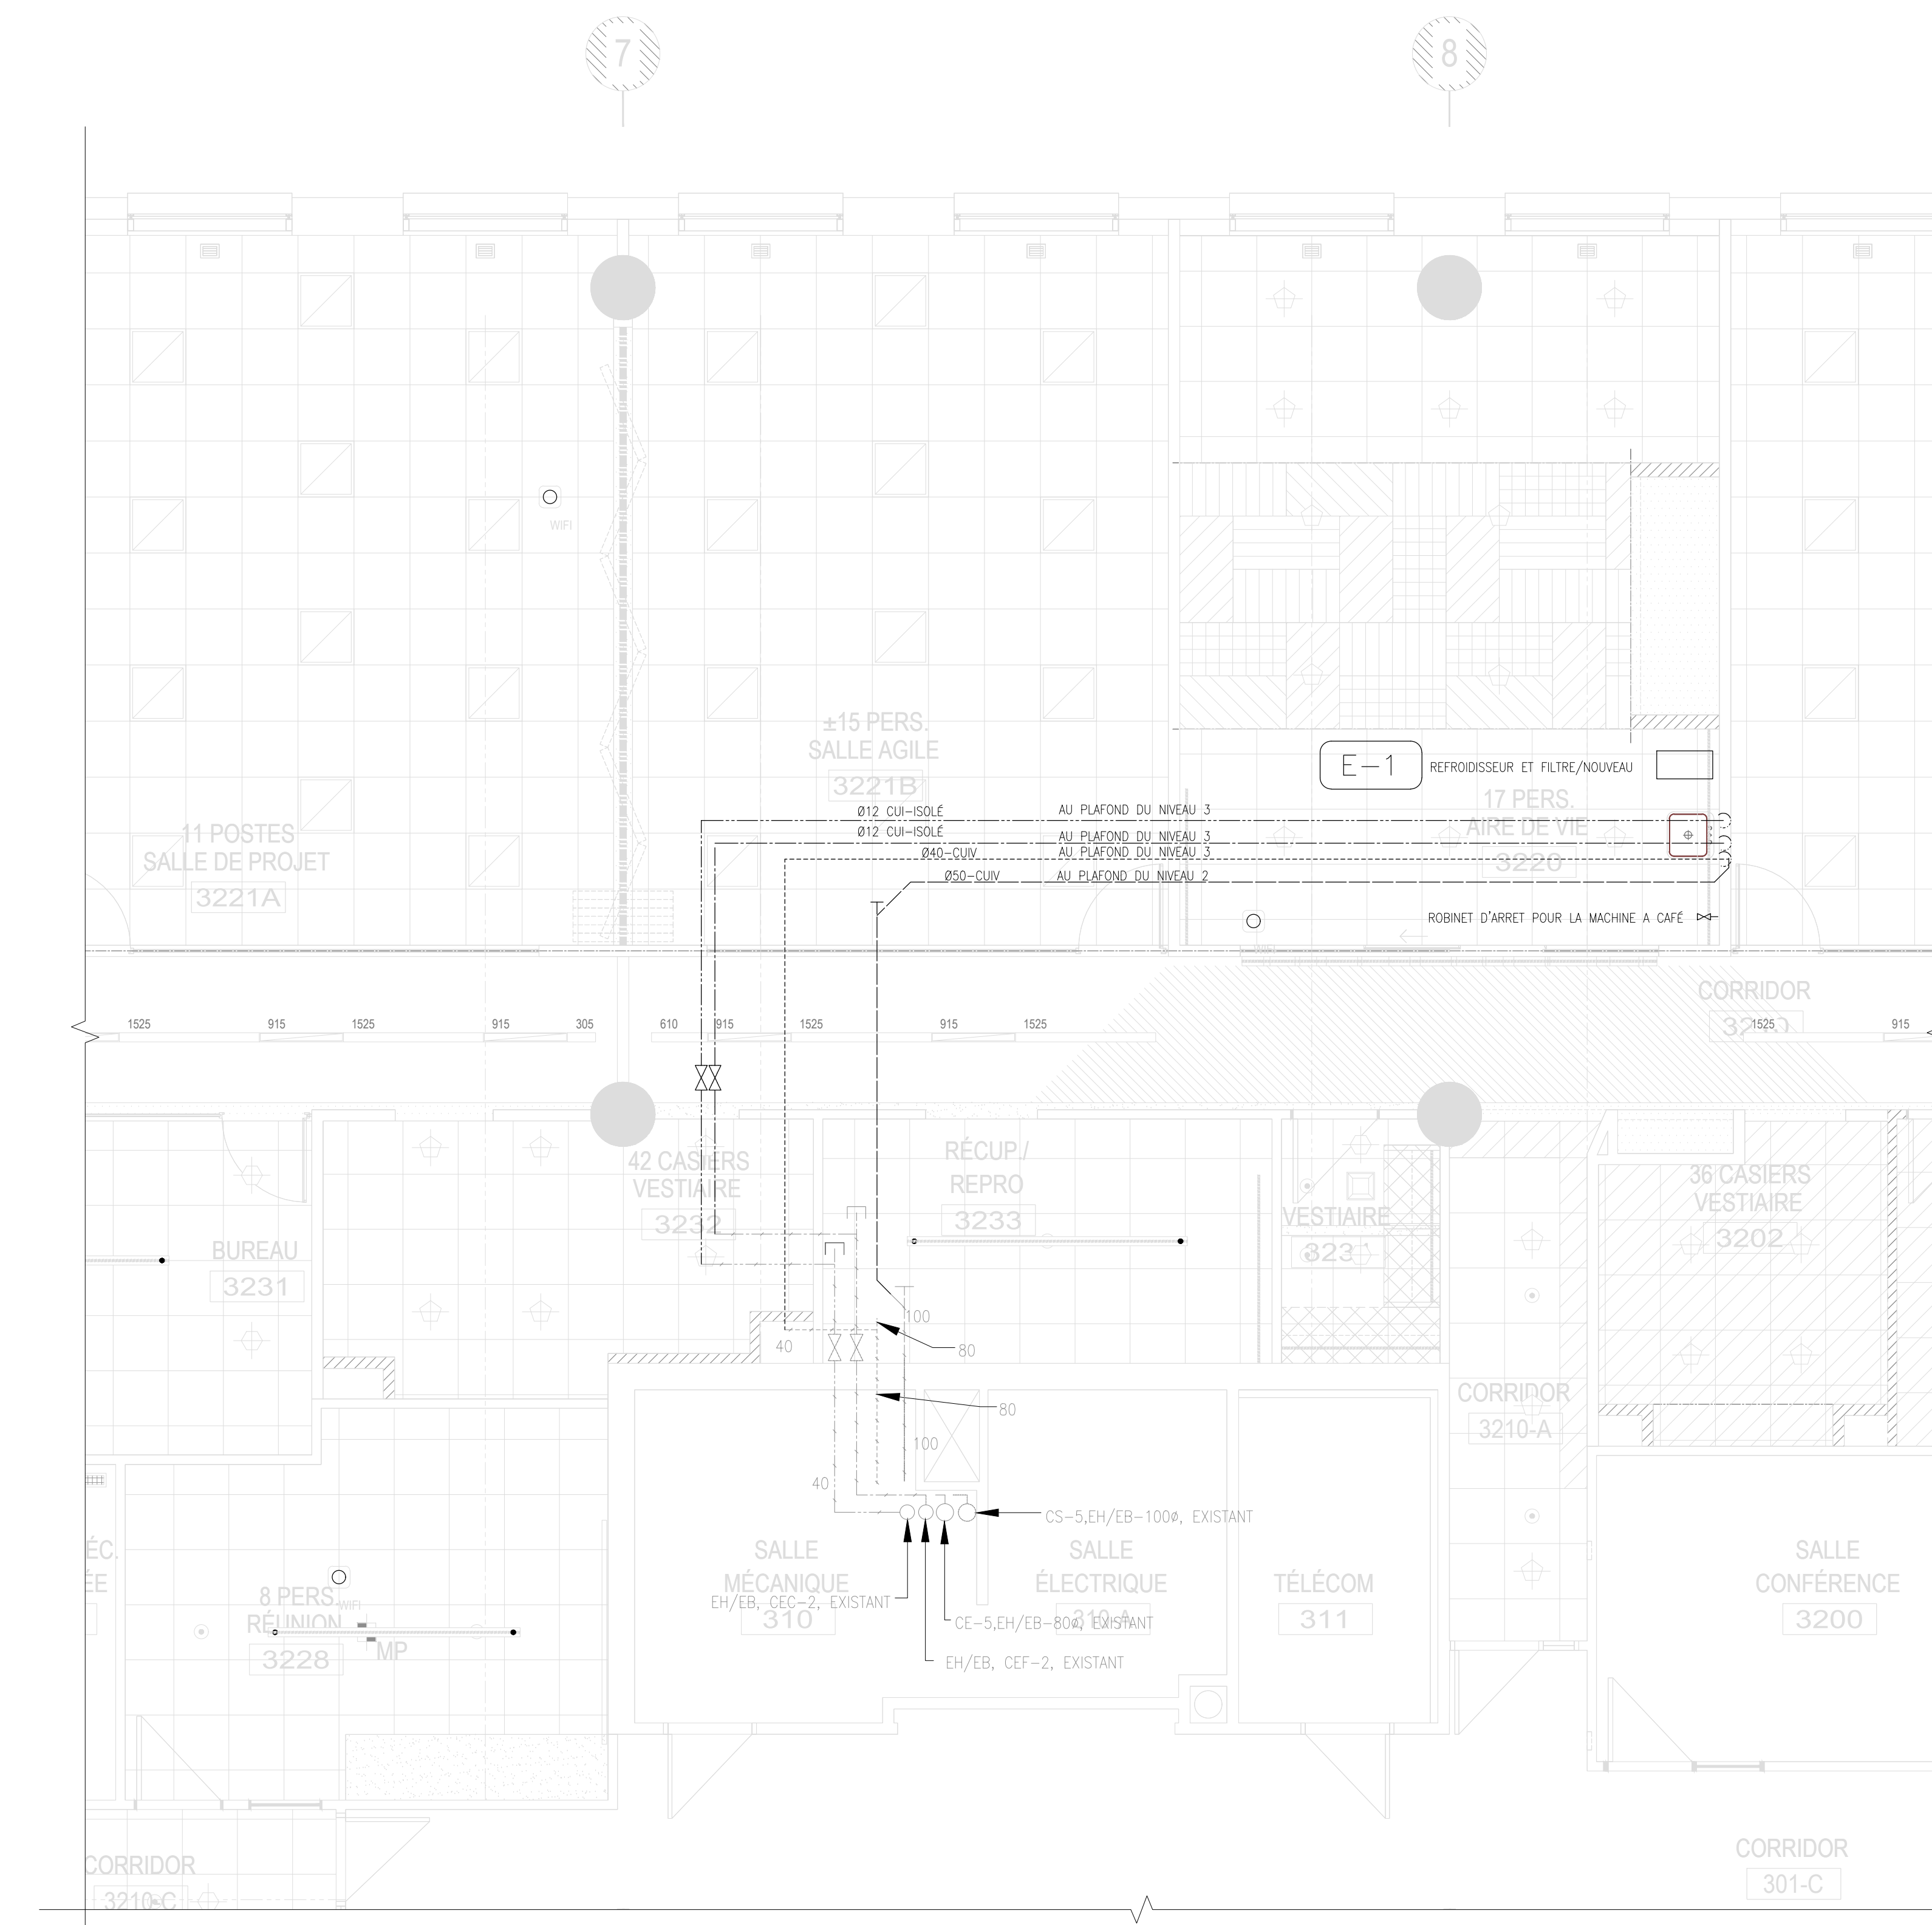 7
8
WIFI
±15 PERS.
SALLE AGILE
3221B
E-1
REFROIDISSEUR ET FILTRE/NOUVEAU
17 PERS.
AIRE DE VIE
3220
11 POSTES
SALLE DE PROJET
3221A
Ø12 CUI-ISOLÉ
AU PLAFOND DU NIVEAU 3
Ø12 CUI-ISOLÉ
AU PLAFOND DU NIVEAU 3
Ø40-CUIV
AU PLAFOND DU NIVEAU 3
Ø50-CUIV
AU PLAFOND DU NIVEAU 2
ROBINET D'ARRET POUR LA MACHINE A CAFÉ
CORRIDOR
3210
1525
915
1525
915
305
610
915
1525
915
1525
1525
915
42 CASIERS
VESTIAIRE
3232
RÉCUP./
REPRO
3233
VESTIAIRE
323
36 CASIERS
VESTIAIRE
3202
BUREAU
3231
100
40
80
80
100
40
CORRIDOR
3210-A
CS-5,EH/EB-100ø, EXISTANT
ÉC.
ÉE
SALLE
MÉCANIQUE
310
SALLE
ÉLECTRIQUE
310-A
TÉLÉCOM
311
SALLE
CONFÉRENCE
3200
EH/EB, CEC-2, EXISTANT
CE-5,EH/EB-80ø, EXISTANT
EH/EB, CEF-2, EXISTANT
8 PERS.
WIFI
RÉUNION
3228
MP
CORRIDOR
3210-C
CORRIDOR
301-C